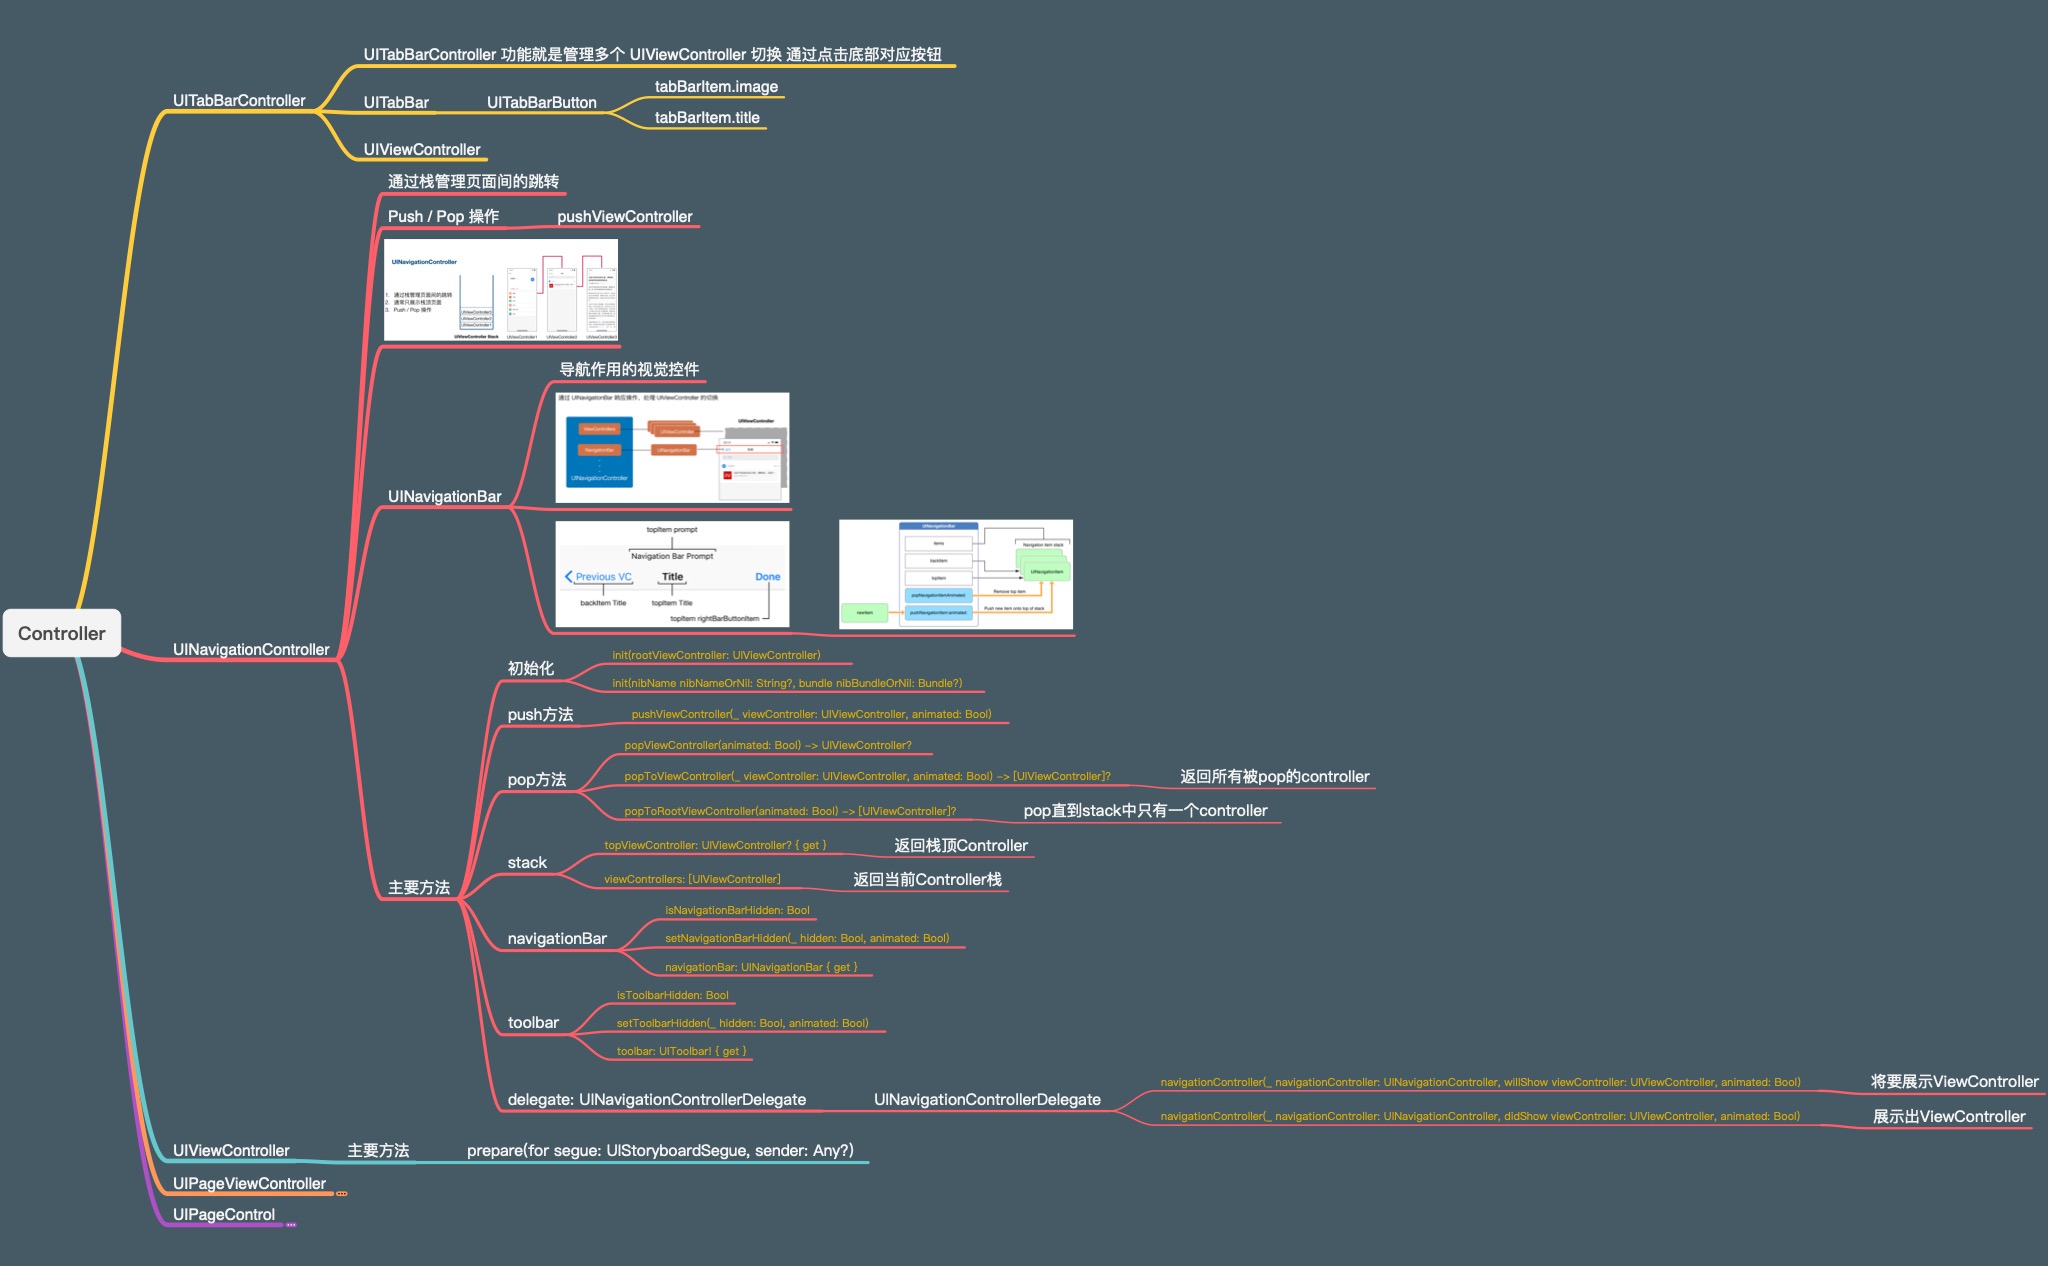 UITabBarController 功能就是管理多个 UIViewController 切换 通过点击底部对应按钮
UITabBarController
UITabBar
UITabBarButton
tabBarItem.image
tabBarItem.title
UIViewController
通过栈管理页面间的跳转
Push / Pop 操作
pushViewController
UINavigationController
1. 通过栈管理页面间的跳转
2. 通常只展示栈顶页面
3. Push / Pop 操作
UIViewController3
UIViewController2
UIViewController1
UIViewController Stack
UIViewController1
UIViewController2
UIViewController3
导航作用的视觉控件
通过 UINavigationBar 响应操作，处理 UIViewController 的切换
UIViewController
ViewControllers
UIViewController
NavigationBar
UINavigationBar
UINavigationController
UINavigationBar
topItem prompt
Navigation Bar Prompt
Previous VC
Title
Done
backItem Title
topItem Title
topItem rightBarButtonItem
UINavigationBar
items
Navigation item stack
backItem
UINavigationItem
topItem
popNavigationItemAnimated:
Remove top item
newItem
pushNavigationItem:animated:
Push new item onto top of stack
Controller
UINavigationController
主要方法
初始化
init(rootViewController: UIViewController)
init(nibName nibNameOrNil: String?, bundle nibBundleOrNil: Bundle?)
push方法
pushViewController(_ viewController: UIViewController, animated: Bool)
pop方法
popViewController(animated: Bool) -> UIViewController?
popToViewController(_ viewController: UIViewController, animated: Bool) -> [UIViewController]?
返回所有被pop的controller
popToRootViewController(animated: Bool) -> [UIViewController]?
pop直到stack中只有一个controller
stack
topViewController: UIViewController? { get }
返回栈顶Controller
viewControllers: [UIViewController]
返回当前Controller栈
navigationBar
isNavigationBarHidden: Bool
setNavigationBarHidden(_ hidden: Bool, animated: Bool)
navigationBar: UINavigationBar { get }
toolbar
isToolbarHidden: Bool
setToolbarHidden(_ hidden: Bool, animated: Bool)
toolbar: UIToolbar! { get }
delegate: UINavigationControllerDelegate
UINavigationControllerDelegate
navigationController(_ navigationController: UINavigationController, willShow viewController: UIViewController, animated: Bool)
将要展示ViewController
navigationController(_ navigationController: UINavigationController, didShow viewController: UIViewController, animated: Bool)
展示出ViewController
UIViewController
主要方法
prepare(for segue: UIStoryboardSegue, sender: Any?)
UIPageViewController
UIPageControl